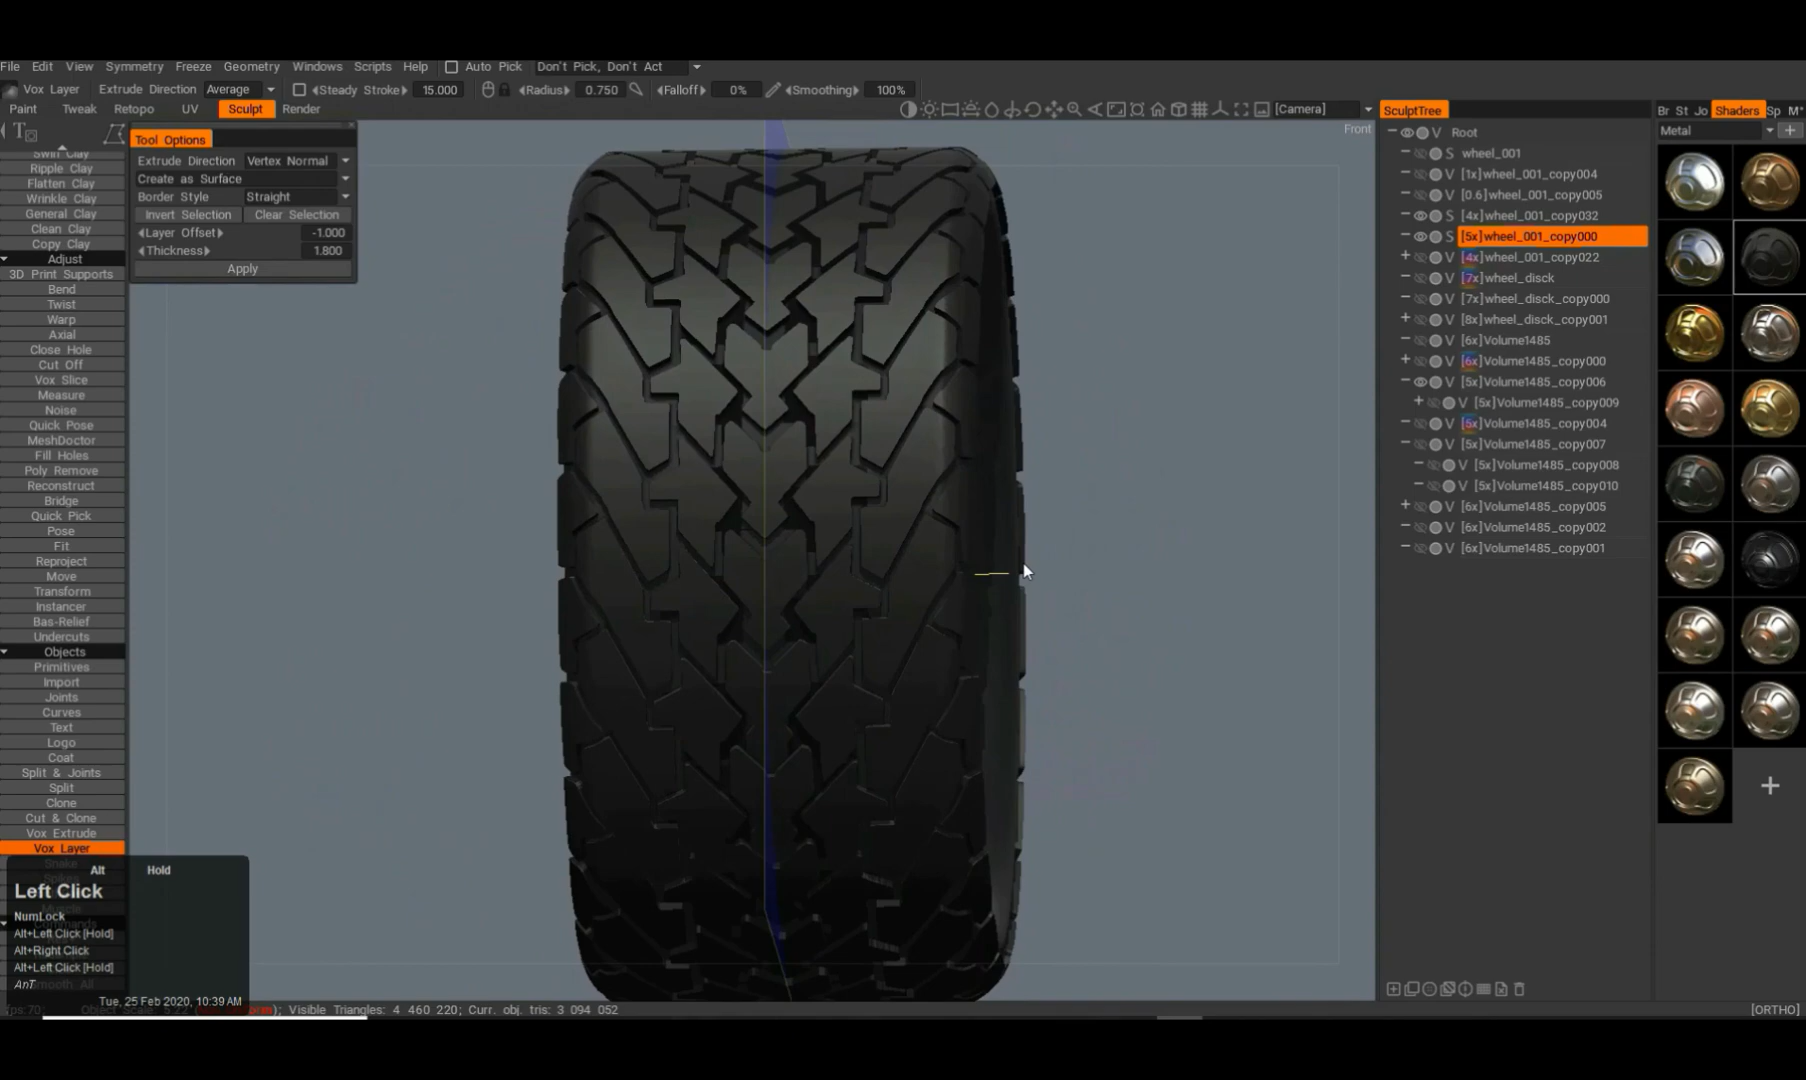 File Edit View Symmetry Freeze Geometry Windows Scripts Help Auto Pick Don't Pick, Don't Act
Vox Layer Extrude Direction Average Steady Stroke 15.000 Radius 0.750 Falloff 0% Smoothing 100%
Paint Tweak Retopo UV Sculpt Render [Camera]
Front
Swirl Clay
Ripple Clay
Flatten Clay
Wrinkle Clay
General Clay
Clean Clay
Copy Clay
Adjust
3D Print Supports
Bend
Twist
Warp
Axial
Close Hole
Cut Off
Vox Slice
Measure
Noise
Quick Pose
MeshDoctor
Fill Holes
Poly Remove
Reconstruct
Bridge
Quick Pick
Pose
Fit
Reproject
Move
Transform
Instancer
Bas-Relief
Undercuts
Objects
Primitives
Import
Joints
Curves
Text
Logo
Coat
Split & Joints
Split
Clone
Cut & Clone
Vox Extrude
Vox Layer
Tool Options
Extrude Direction Vertex Normal
Create as Surface
Border Style Straight
Invert Selection Clear Selection
Layer Offset -1.000
Thickness 1.800
Apply
SculptTree
Root
S wheel_001
V [1x]wheel_001_copy004
V [0.6]wheel_001_copy005
S [4x]wheel_001_copy032
S [5x]wheel_001_copy000
V [4x]wheel_001_copy022
V [7x]wheel_disck
V [7x]wheel_disck_copy000
V [8x]wheel_disck_copy001
V [6x]Volume1485
V [6x]Volume1485_copy000
V [5x]Volume1485_copy006
V [5x]Volume1485_copy009
V [5x]Volume1485_copy004
V [5x]Volume1485_copy007
V [5x]Volume1485_copy008
V [5x]Volume1485_copy010
V [6x]Volume1485_copy005
V [6x]Volume1485_copy002
V [6x]Volume1485_copy001
Br St Jo Shaders Sp M
Metal
Alt Hold
Left Click
NumLock
Alt+Left Click [Hold]
Alt+Right Click
Alt+Left Click [Hold]
AnT
Tue, 25 Feb 2020, 10:39 AM
Visible Triangles: 4 460 220; Curr. obj. tris: 3 094 052
[ORTHO]